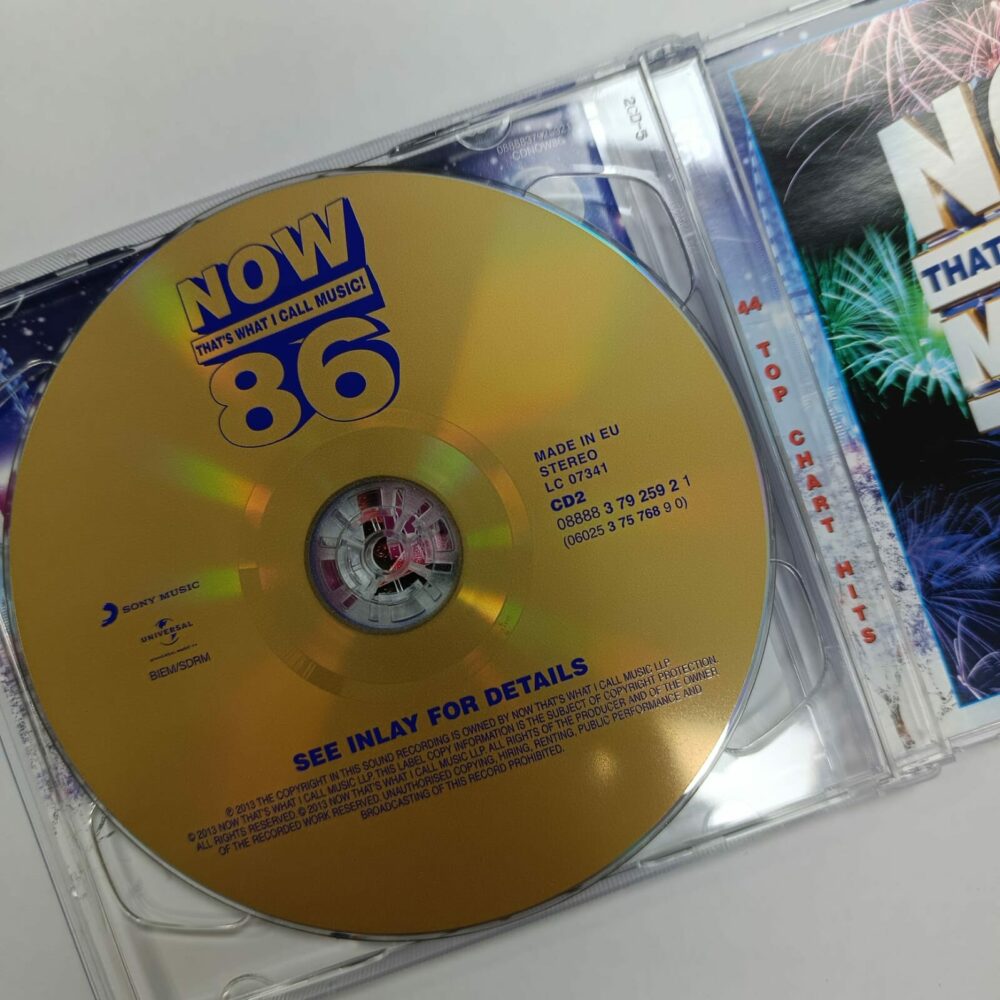 NOW
THAT'S WHAT I CALL MUSIC!
86
MADE IN EU
STEREO
LC 07341
CD2
08888 3 79 259 2 1
(06025 3 75 768 9 0)
SONY MUSIC
UNIVERSAL
BIEM/SDRM
SEE INLAY FOR DETAILS
℗ 2013 THE COPYRIGHT IN THIS SOUND RECORDING IS OWNED BY NOW THAT'S WHAT I CALL MUSIC LLP
© 2013 NOW THAT'S WHAT I CALL MUSIC LLP. THIS LABEL COPY INFORMATION IS THE SUBJECT OF COPYRIGHT PROTECTION.
ALL RIGHTS RESERVED. © 2013 NOW THAT'S WHAT I CALL MUSIC LLP. ALL RIGHTS OF THE PRODUCER AND OF THE OWNER
OF THE RECORDED WORK RESERVED. UNAUTHORISED COPYING, HIRING, RENTING, PUBLIC PERFORMANCE AND
BROADCASTING OF THIS RECORD PROHIBITED.
CDNOW86
2CD-5
44 TOP CHART HITS
THAT